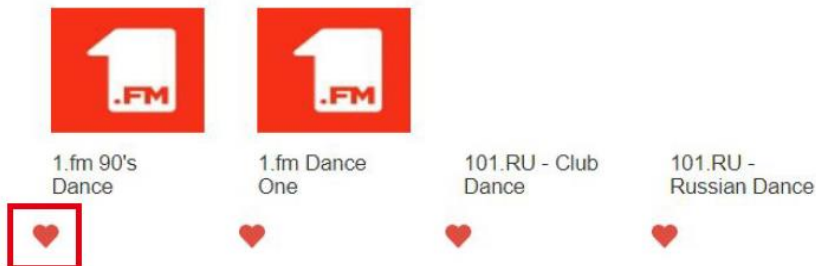 .FM
.FM
1.fm 90's
Dance
1.fm Dance
One
101.RU - Club
Dance
101.RU -
Russian Dance